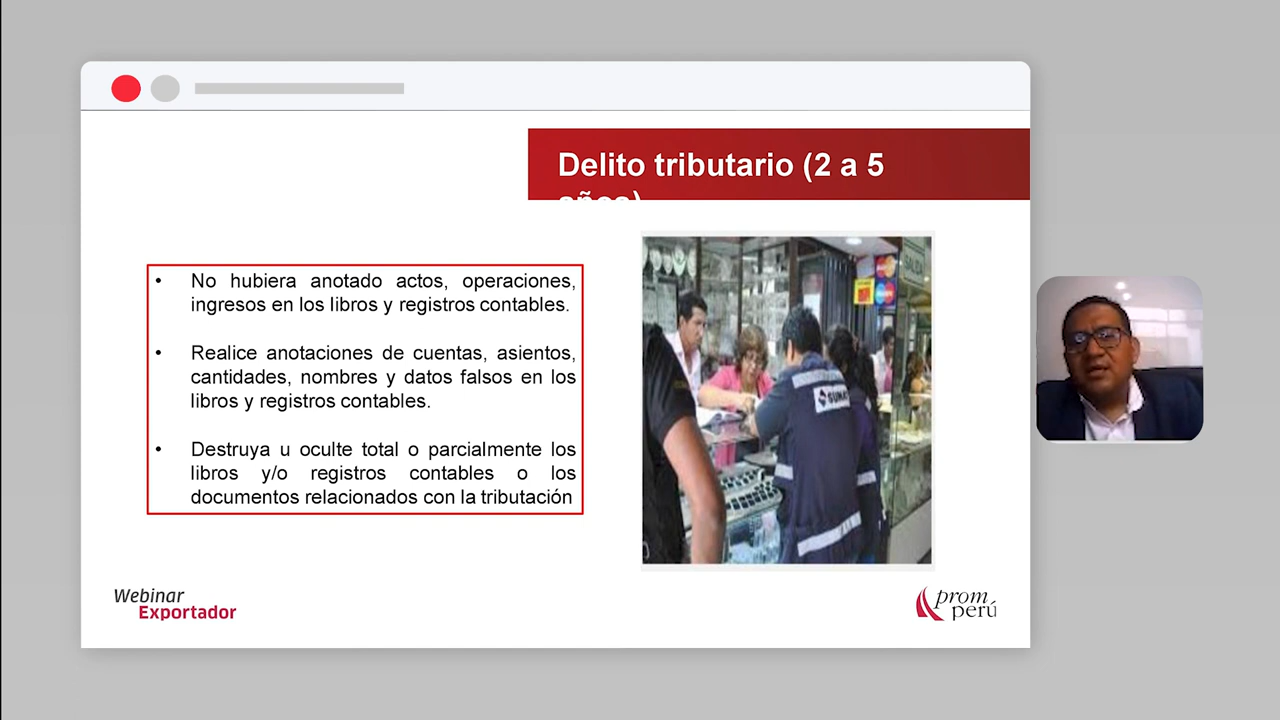 Delito tributario (2 a 5
años)
• No hubiera anotado actos, operaciones,
ingresos en los libros y registros contables.
• Realice anotaciones de cuentas, asientos,
cantidades, nombres y datos falsos en los
libros y registros contables.
• Destruya u oculte total o parcialmente los
libros y/o registros contables o los
documentos relacionados con la tributación
SALIDA
Webinar
Exportador
prom
perú